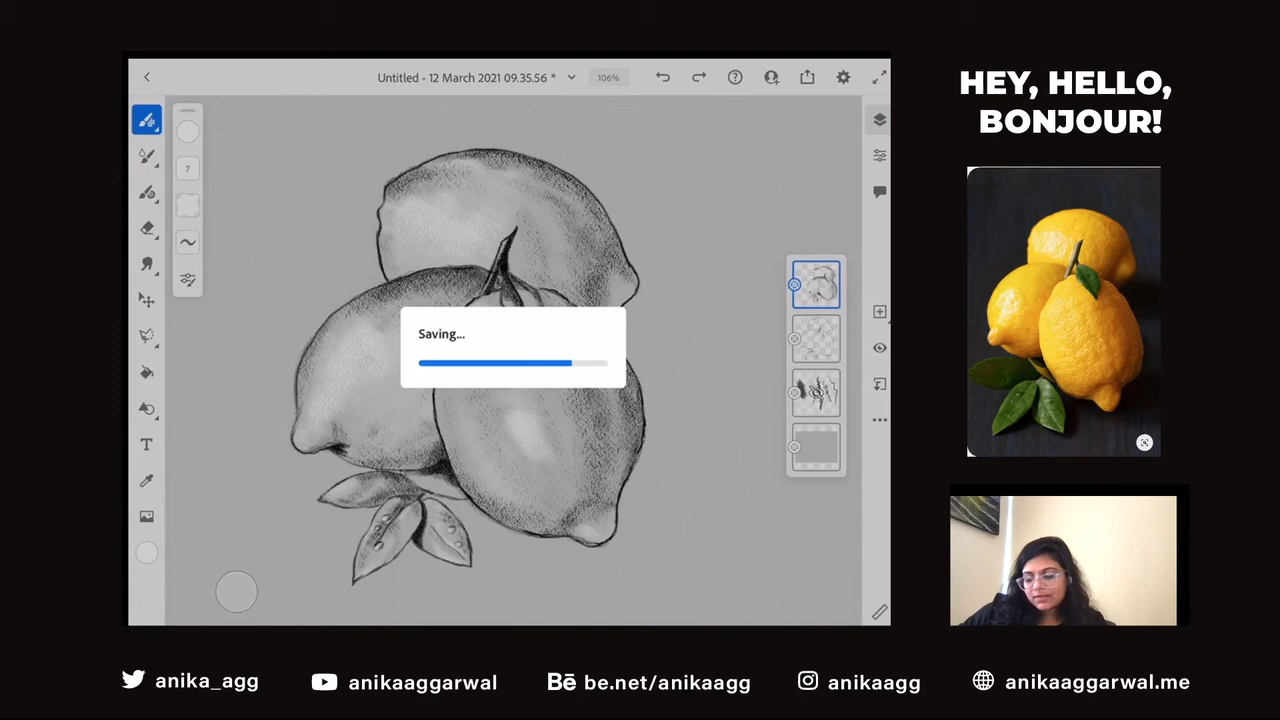 Untitled - 12 March 2021 09.35.56 *
106%
HEY, HELLO,
BONJOUR!
7
Saving...
T
anika_agg
anikaaggarwal
Bē be.net/anikaagg
anikaagg
anikaaggarwal.me